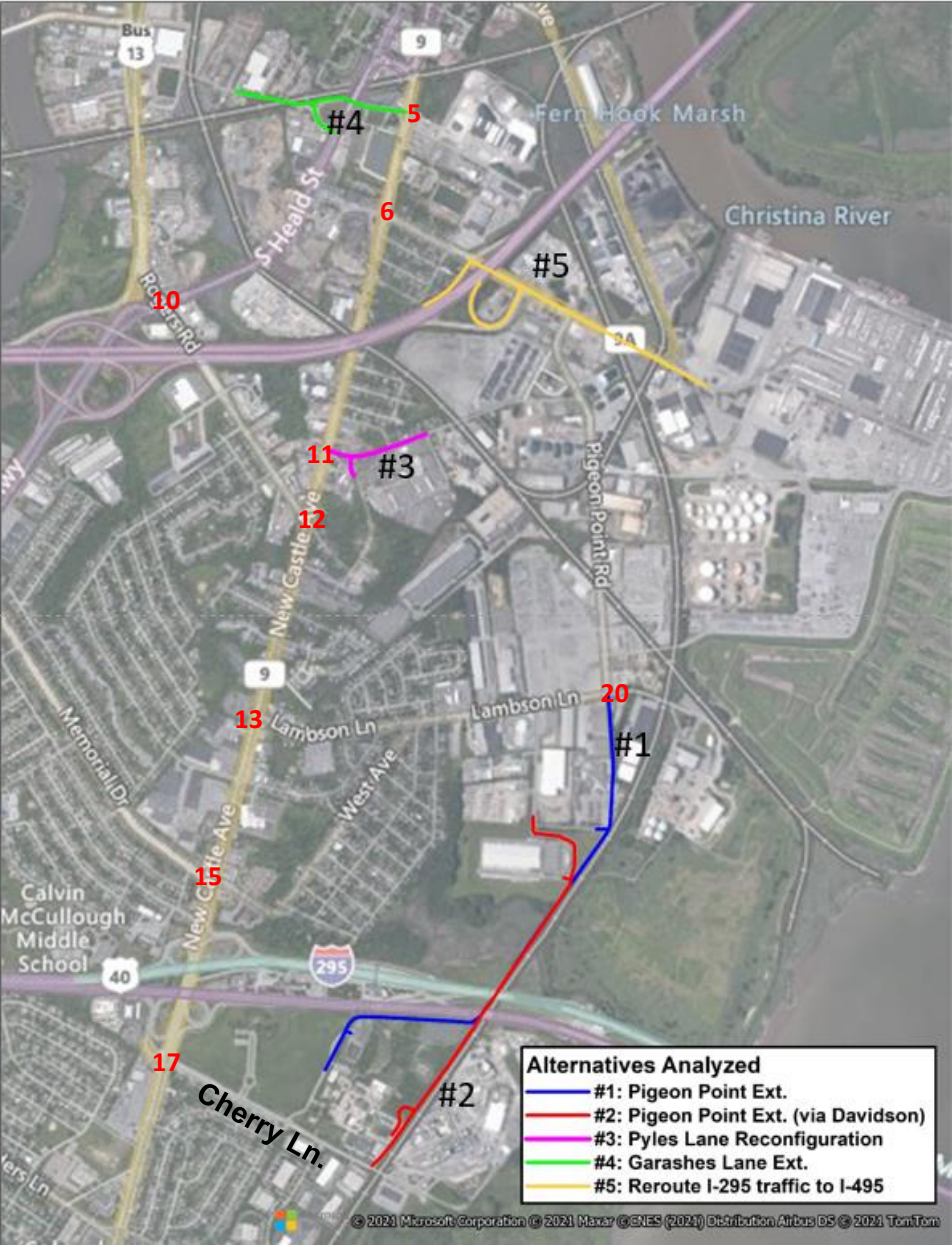 Bus
13
9
ve
Fern Hook Marsh
5
#4
6
Christina River
S Heald St
#5
10
Rogers Rd
9A
11
#3
wy
12
Pigeon Point Rd
New Castle Ave
9
20
13
Lambson Ln
Lambson Ln
#1
Memorial Dr
West Ave
15
New Castle Ave
Calvin
McCullough
Middle
School
295
40
17
Cherry Ln.
#2
ers Ln
Alternatives Analyzed
#1: Pigeon Point Ext.
#2: Pigeon Point Ext. (via Davidson)
#3: Pyles Lane Reconfiguration
#4: Garashes Lane Ext.
#5: Reroute I-295 traffic to I-495
© 2021 Microsoft Corporation © 2021 Maxar ©CNES (2021) Distribution Airbus DS © 2021 TomTom